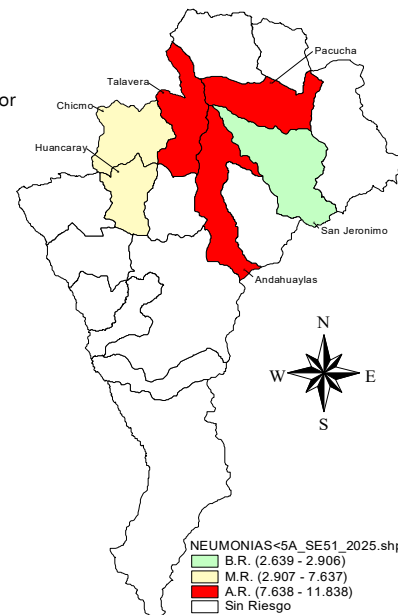 Pacucha
Talavera
or
Chicmo
Huancaray
San Jeronimo
Andahuaylas
N
W E
S
NEUMONIAS<5A_SE51_2025.shp
B.R. (2.639 - 2.906)
M.R. (2.907 - 7.637)
A.R. (7.638 - 11.838)
Sin Riesgo